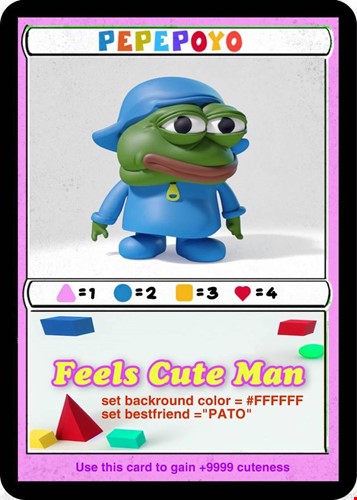 PEPEPOYO
=1 =2 =3 =4
Feels Cute Man
set backround color = #FFFFFF
set bestfriend ="PATO"
Use this card to gain +9999 cuteness